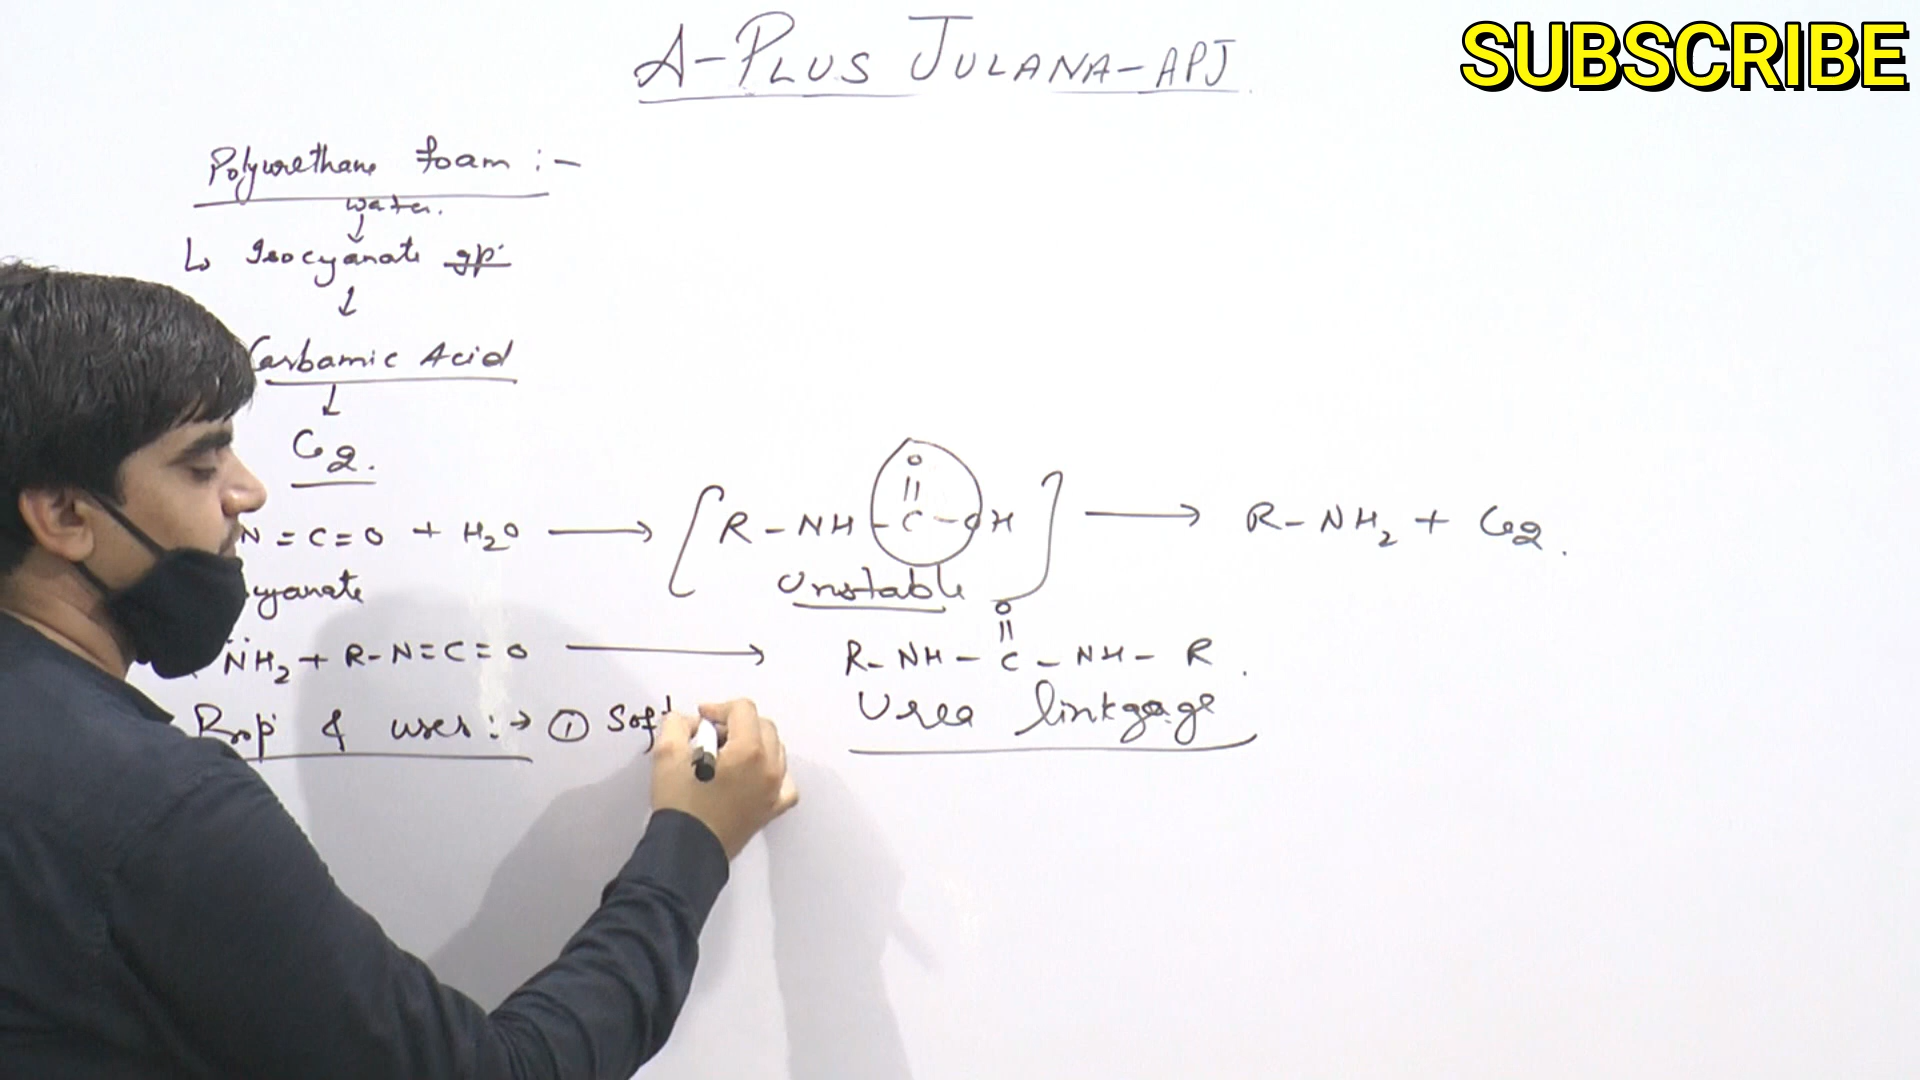 A-PLUS JULANA-APJ
SUBSCRIBE
Polyurethane foam :-
water.
↓
↳ Isocyanate gp.
↓
Carbamic Acid
↓
CO2.
N=C=O + H2O ⟶ [R-NH-C(=O)-OH] ⟶ R-NH2 + CO2.
yanate
Unstable
NH2 + R-N=C=O ⟶ R-NH-C(=O)-NH-R.
Prop. & uses:→ ① Soft
Urea linkgage